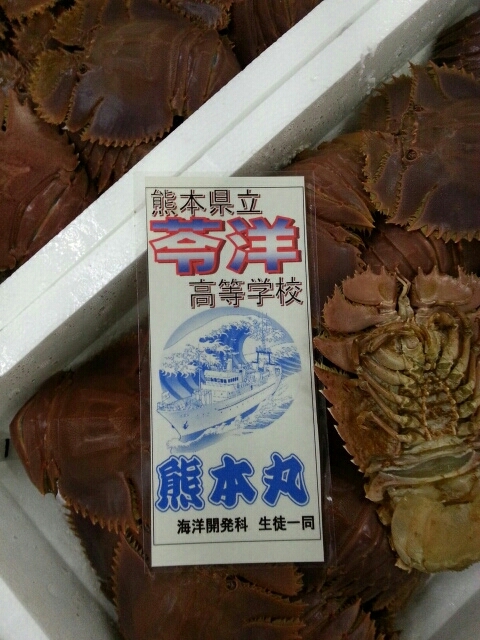 熊本県立
苓洋
高等学校
熊本丸
海洋開発科 生徒一同